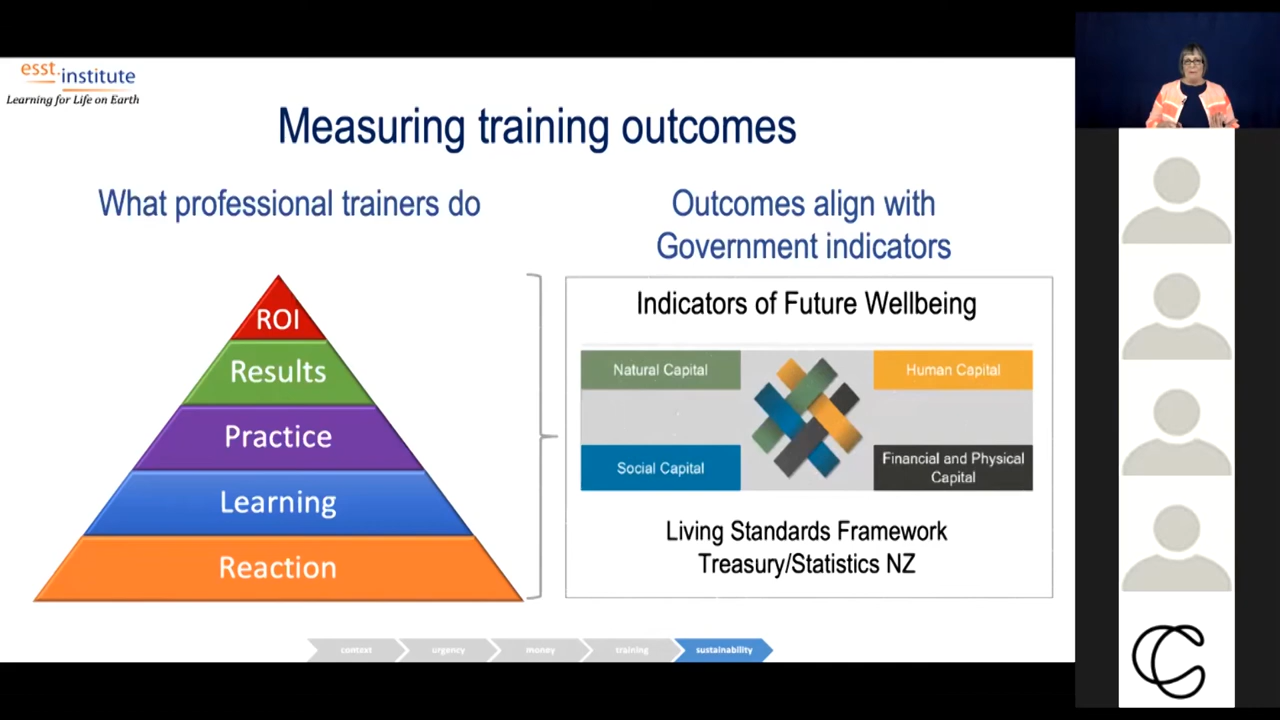 esst.institute
Learning for Life on Earth
Measuring training outcomes
What professional trainers do
Outcomes align with
Government indicators
ROI
Results
Practice
Learning
Reaction
Indicators of Future Wellbeing
Natural Capital
Human Capital
Social Capital
Financial and Physical
Capital
Living Standards Framework
Treasury/Statistics NZ
context
urgency
money
training
sustainability